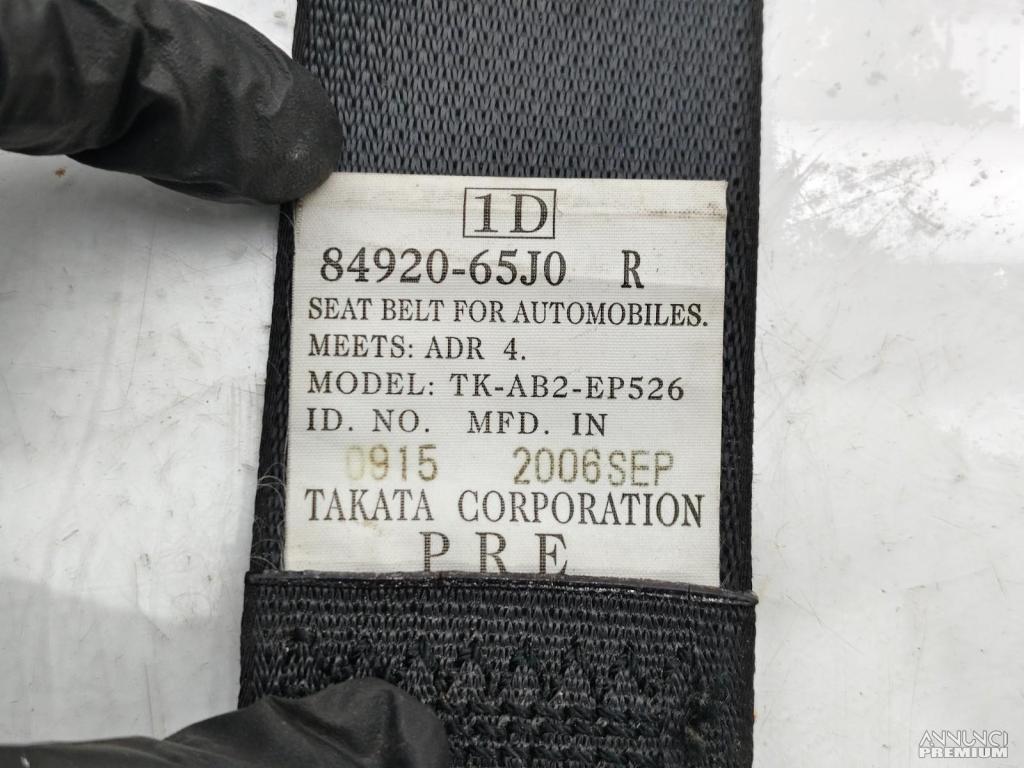 1D
84920-65J0 R
SEAT BELT FOR AUTOMOBILES.
MEETS: ADR 4.
MODEL: TK-AB2-EP526
ID. NO. MFD. IN
0915 2006SEP
TAKATA CORPORATION
PRE
ANNUNCI
PREMIUM